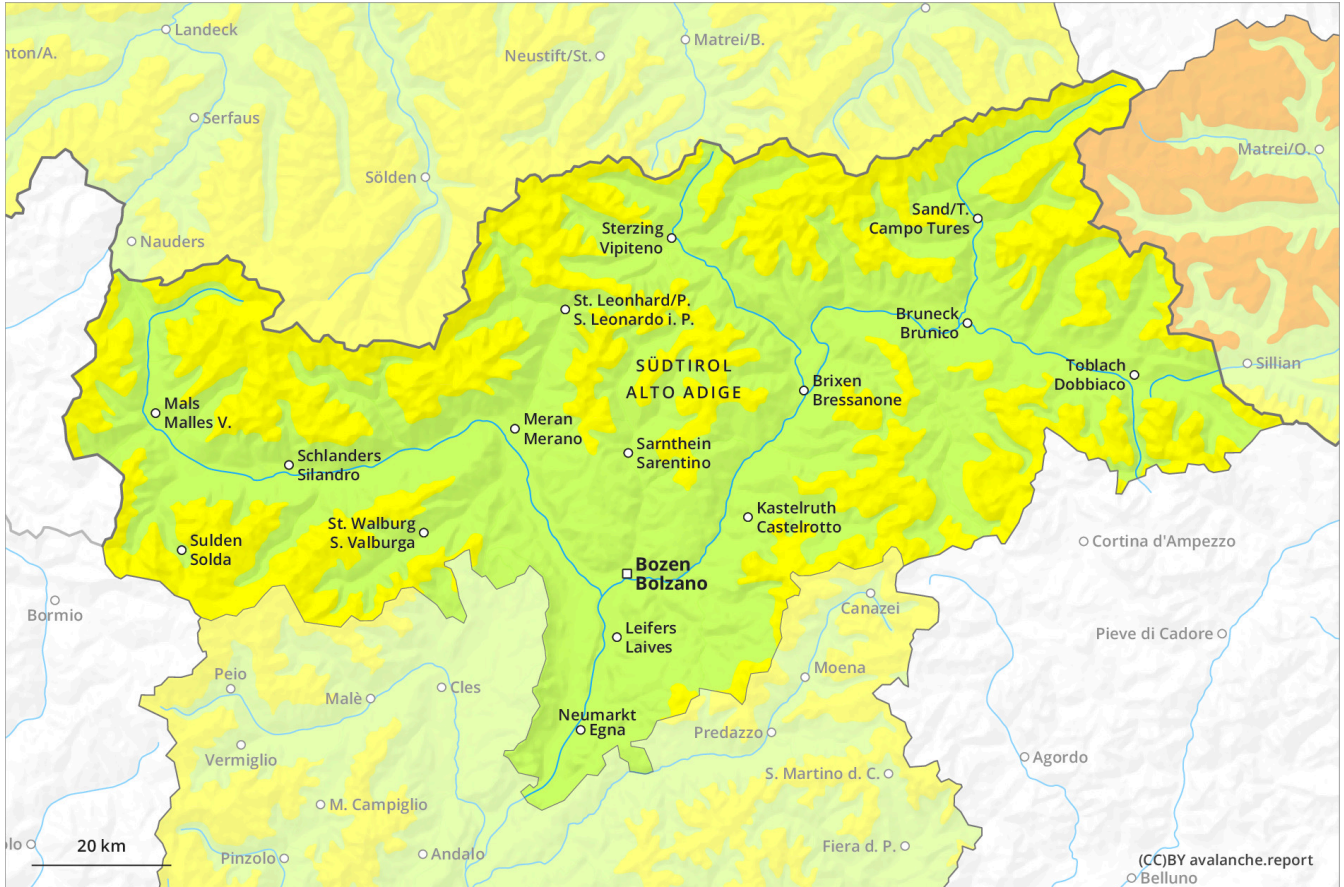 Landeck
nton/A.
Neustift/St.
Matrei/B.
Serfaus
Matrei/O.
Sölden
Nauders
Sand/T.
Campo Tures
Sterzing
Vipiteno
St. Leonhard/P.
S. Leonardo i. P.
Bruneck
Brunico
SÜDTIROL
ALTO ADIGE
Toblach
Dobbiaco
Sillian
Brixen
Bressanone
Mals
Malles V.
Meran
Merano
Schlanders
Silandro
Sarnthein
Sarentino
Kastelruth
Castelrotto
St. Walburg
S. Valburga
Sulden
Solda
Cortina d'Ampezzo
Bozen
Bolzano
Bormio
Canazei
Leifers
Laives
Pieve di Cadore
Peio
Malè
Cles
Moena
Neumarkt
Egna
Predazzo
Vermiglio
Agordo
S. Martino d. C.
M. Campiglio
lo
20 km
Pinzolo
Andalo
Fiera d. P.
(CC)BY avalanche.report
Belluno